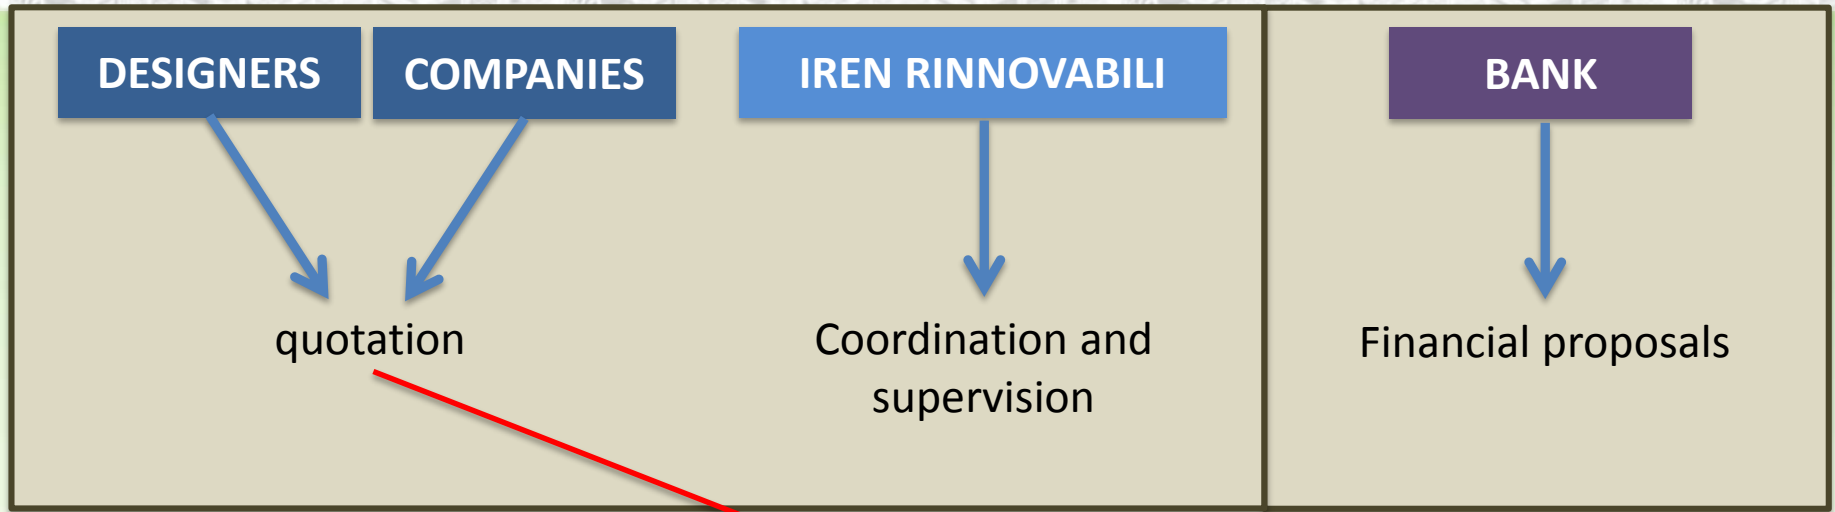 DESIGNERS
COMPANIES
IREN RINNOVABILI
BANK
quotation
Coordination and
supervision
Financial proposals